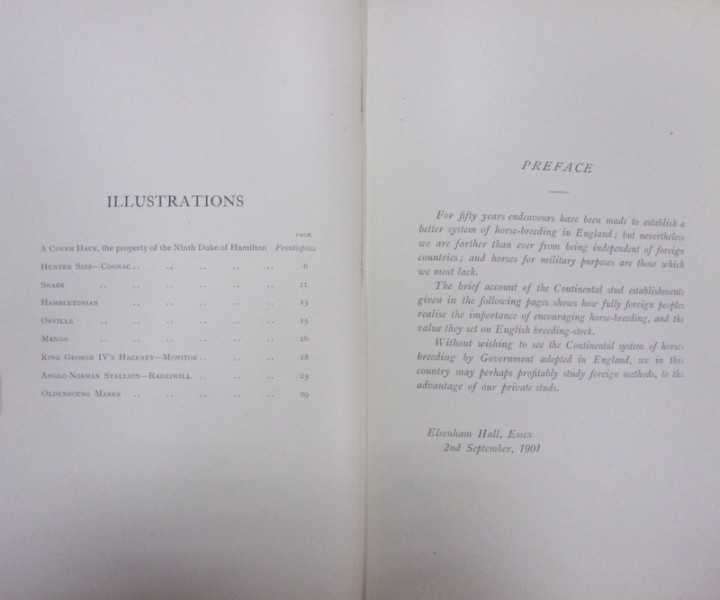 ILLUSTRATIONS
PAGE
A COVER HACK, the property of the Ninth Duke of Hamilton Frontispiece
HUNTER SIRE—COGNAC .. .. .. .. .. 6
SHARK .. .. .. .. .. .. 11
HAMBLETONIAN .. .. .. .. .. 13
ORVILLE .. .. .. .. .. .. 15
MANGO .. .. .. .. .. .. 16
KING GEORGE IV'S HACKNEY—MONITOR .. .. .. 18
ANGLO-NORMAN STALLION—RADZIWILL .. .. .. 23
OLDENBOURG MARES .. .. .. .. .. 29
PREFACE
For fifty years endeavours have been made to establish a
better system of horse-breeding in England; but nevertheless
we are farther than ever from being independent of foreign
countries; and horses for military purposes are those which
we most lack.
The brief account of the Continental stud establishments
given in the following pages shows how fully foreign peoples
realise the importance of encouraging horse-breeding, and the
value they set on English breeding-stock.
Without wishing to see the Continental system of horse-
breeding by Government adopted in England, we in this
country may perhaps profitably study foreign methods, to the
advantage of our private studs.
Elsenham Hall, Essex
2nd September, 1901